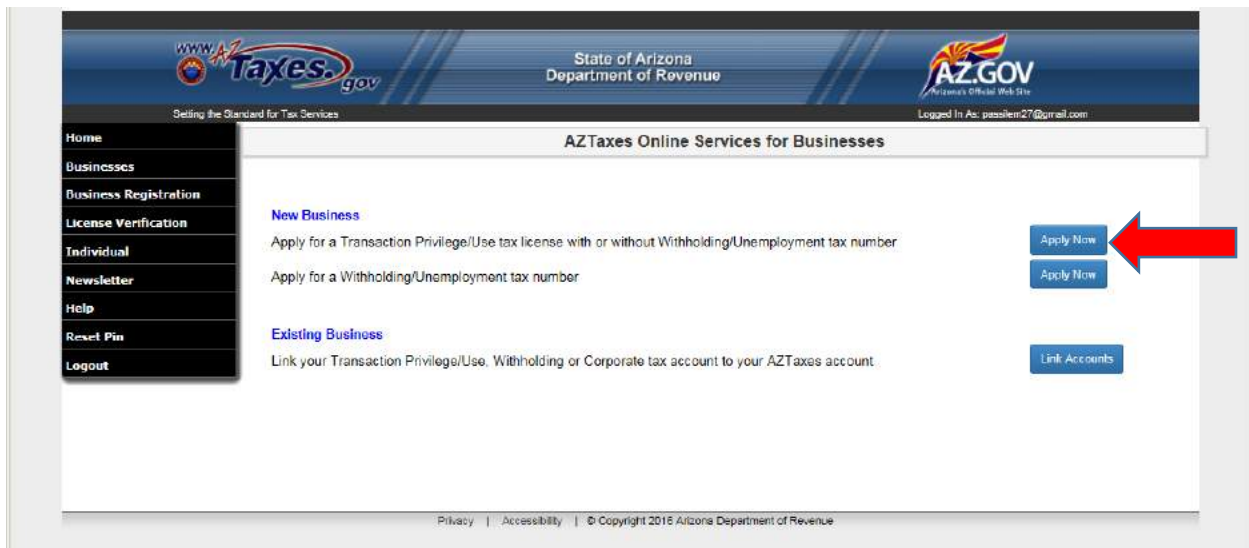 www.AZ
Taxes.gov
State of Arizona
Department of Revenue
AZ.GOV
Arizona's Official Web Site
Setting the Standard for Tax Services
Logged In As: passilem27@gmail.com
Home
Businesses
Business Registration
License Verification
Individual
Newsletter
Help
Reset Pin
Logout
AZTaxes Online Services for Businesses
New Business
Apply for a Transaction Privilege/Use tax license with or without Withholding/Unemployment tax number
Apply Now
Apply for a Withholding/Unemployment tax number
Apply Now
Existing Business
Link your Transaction Privilege/Use, Withholding or Corporate tax account to your AZTaxes account
Link Accounts
Privacy | Accessibility | © Copyright 2016 Arizona Department of Revenue